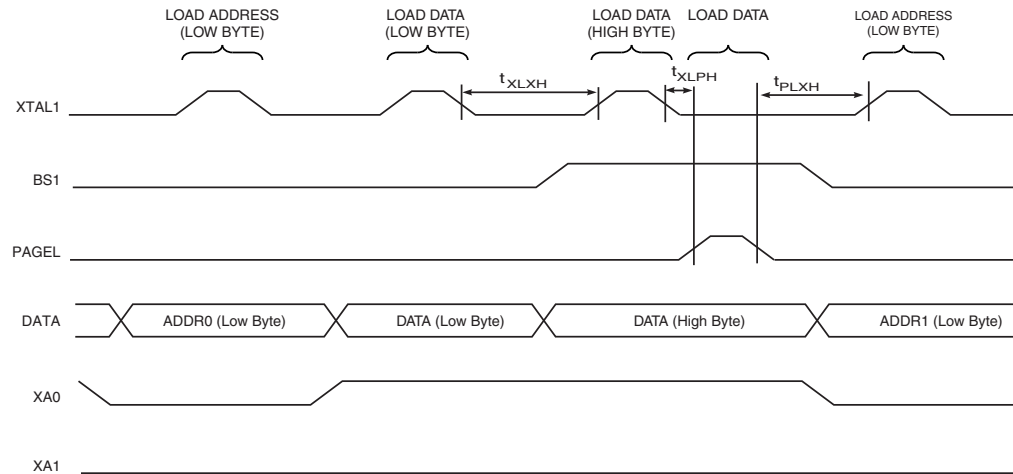 LOAD ADDRESS
(LOW BYTE)
LOAD DATA
(LOW BYTE)
LOAD DATA
(HIGH BYTE)
LOAD DATA
LOAD ADDRESS
(LOW BYTE)
XTAL1
tXLXH
tXLPH
tPLXH
BS1
PAGEL
DATA
ADDR0 (Low Byte)
DATA (Low Byte)
DATA (High Byte)
ADDR1 (Low Byte)
XA0
XA1